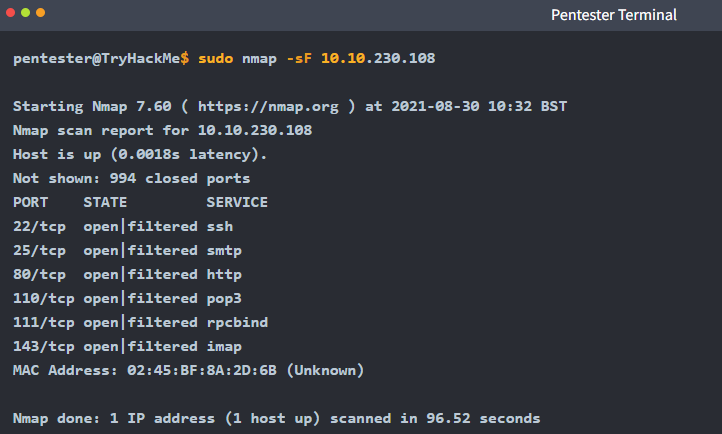 Pentester Terminal
pentester@TryHackMe$ sudo nmap -sF 10.10.230.108
Starting Nmap 7.60 ( https://nmap.org ) at 2021-08-30 10:32 BST
Nmap scan report for 10.10.230.108
Host is up (0.0018s latency).
Not shown: 994 closed ports
PORT    STATE         SERVICE
22/tcp  open|filtered ssh
25/tcp  open|filtered smtp
80/tcp  open|filtered http
110/tcp open|filtered pop3
111/tcp open|filtered rpcbind
143/tcp open|filtered imap
MAC Address: 02:45:BF:8A:2D:6B (Unknown)
Nmap done: 1 IP address (1 host up) scanned in 96.52 seconds